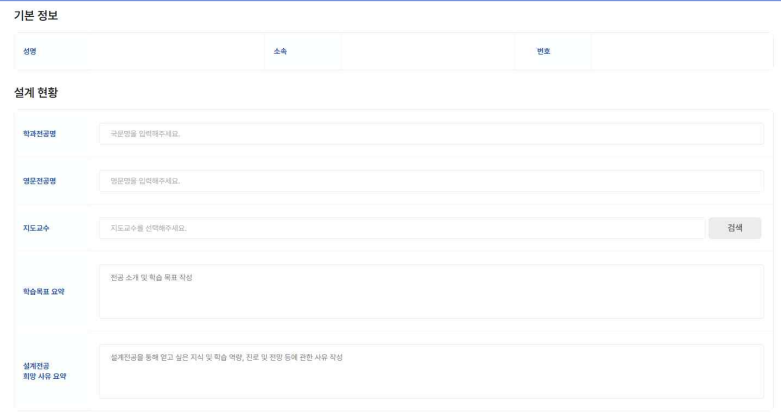 기본 정보
성명
소속
번호
설계 현황
학과전공명
국문명을 입력해주세요.
영문전공명
영문명을 입력해주세요.
지도교수
지도교수를 선택해주세요.
검색
학습목표 요약
전공 소개 및 학습 목표 작성
설계전공
희망 사유 요약
설계전공을 통해 얻고 싶은 지식 및 학습 역량, 진로 및 전망 등에 관한 사유 작성